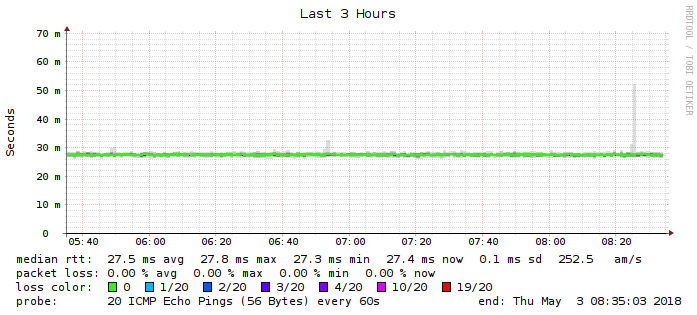 Last 3 Hours
RRDTOOL / TOBI OETIKER
Seconds
70 m
60 m
50 m
40 m
30 m
20 m
10 m
0
05:40 06:00 06:20 06:40 07:00 07:20 07:40 08:00 08:20
median rtt: 27.5 ms avg 27.8 ms max 27.3 ms min 27.4 ms now 0.1 ms sd 252.5 am/s
packet loss: 0.00 % avg 0.00 % max 0.00 % min 0.00 % now
loss color: 0 1/20 2/20 3/20 4/20 10/20 19/20
probe: 20 ICMP Echo Pings (56 Bytes) every 60s end: Thu May 3 08:35:03 2018